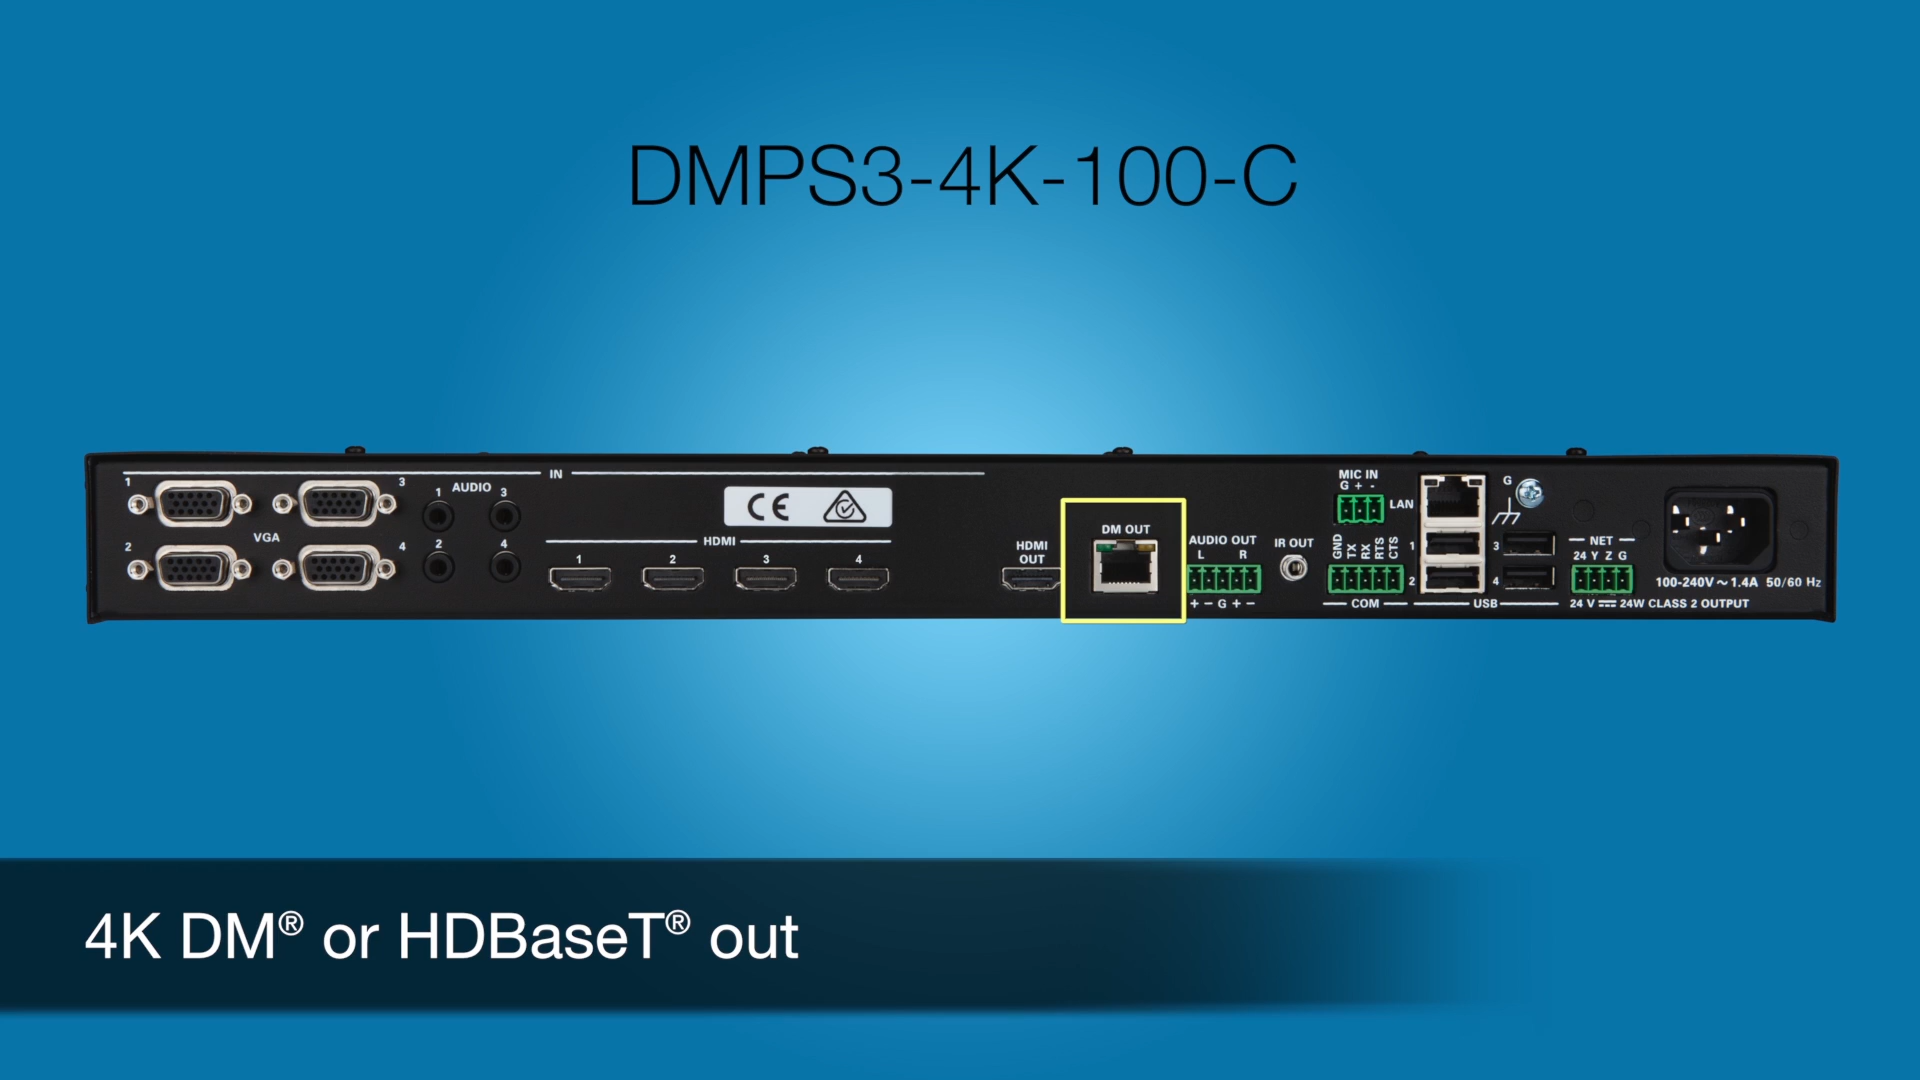 DMPS3-4K-100-C
IN
1
3
AUDIO
1
3
VGA
2
4
2
4
CE
HDMI
1
2
3
4
HDMI
OUT
DM OUT
AUDIO OUT
L R
+ - G + -
IR OUT
MIC IN
G + -
LAN
G
GND
TX
RX
RTS
CTS
COM
1
2
3
4
USB
NET
24 Y Z G
24 V ⎓ 24W CLASS 2 OUTPUT
100-240V ~ 1.4A 50/60 Hz
4K DM® or HDBaseT® out